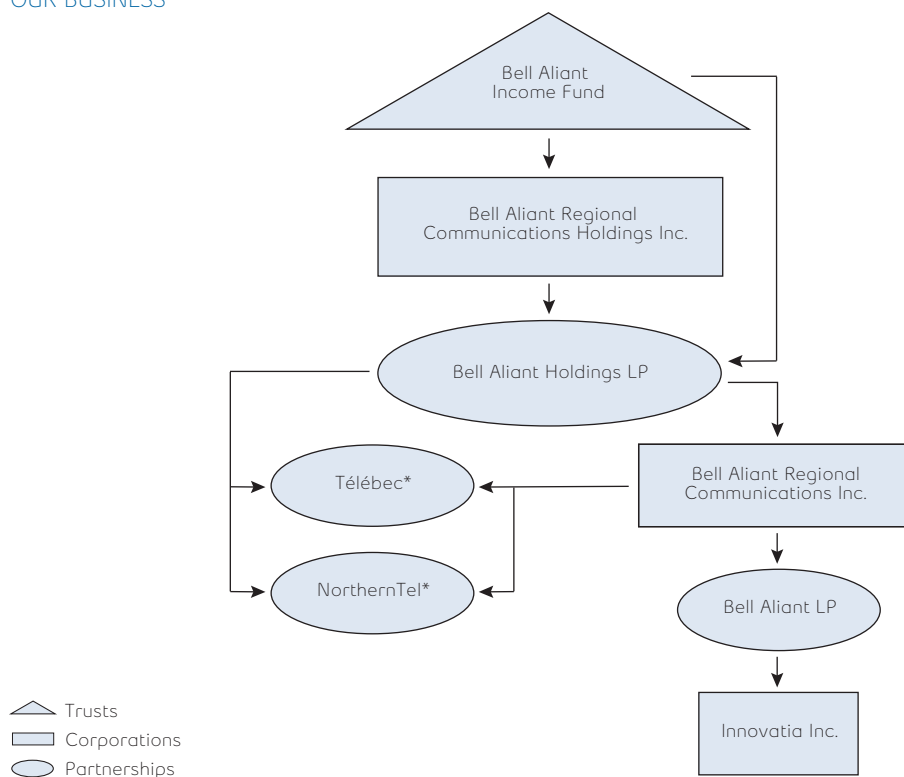 OUR BUSINESS
Bell Aliant
Income Fund
Bell Aliant Regional
Communications Holdings Inc.
Bell Aliant Holdings LP
Télébec*
Bell Aliant Regional
Communications Inc.
NorthernTel*
Bell Aliant LP
Innovatia Inc.
Trusts
Corporations
Partnerships